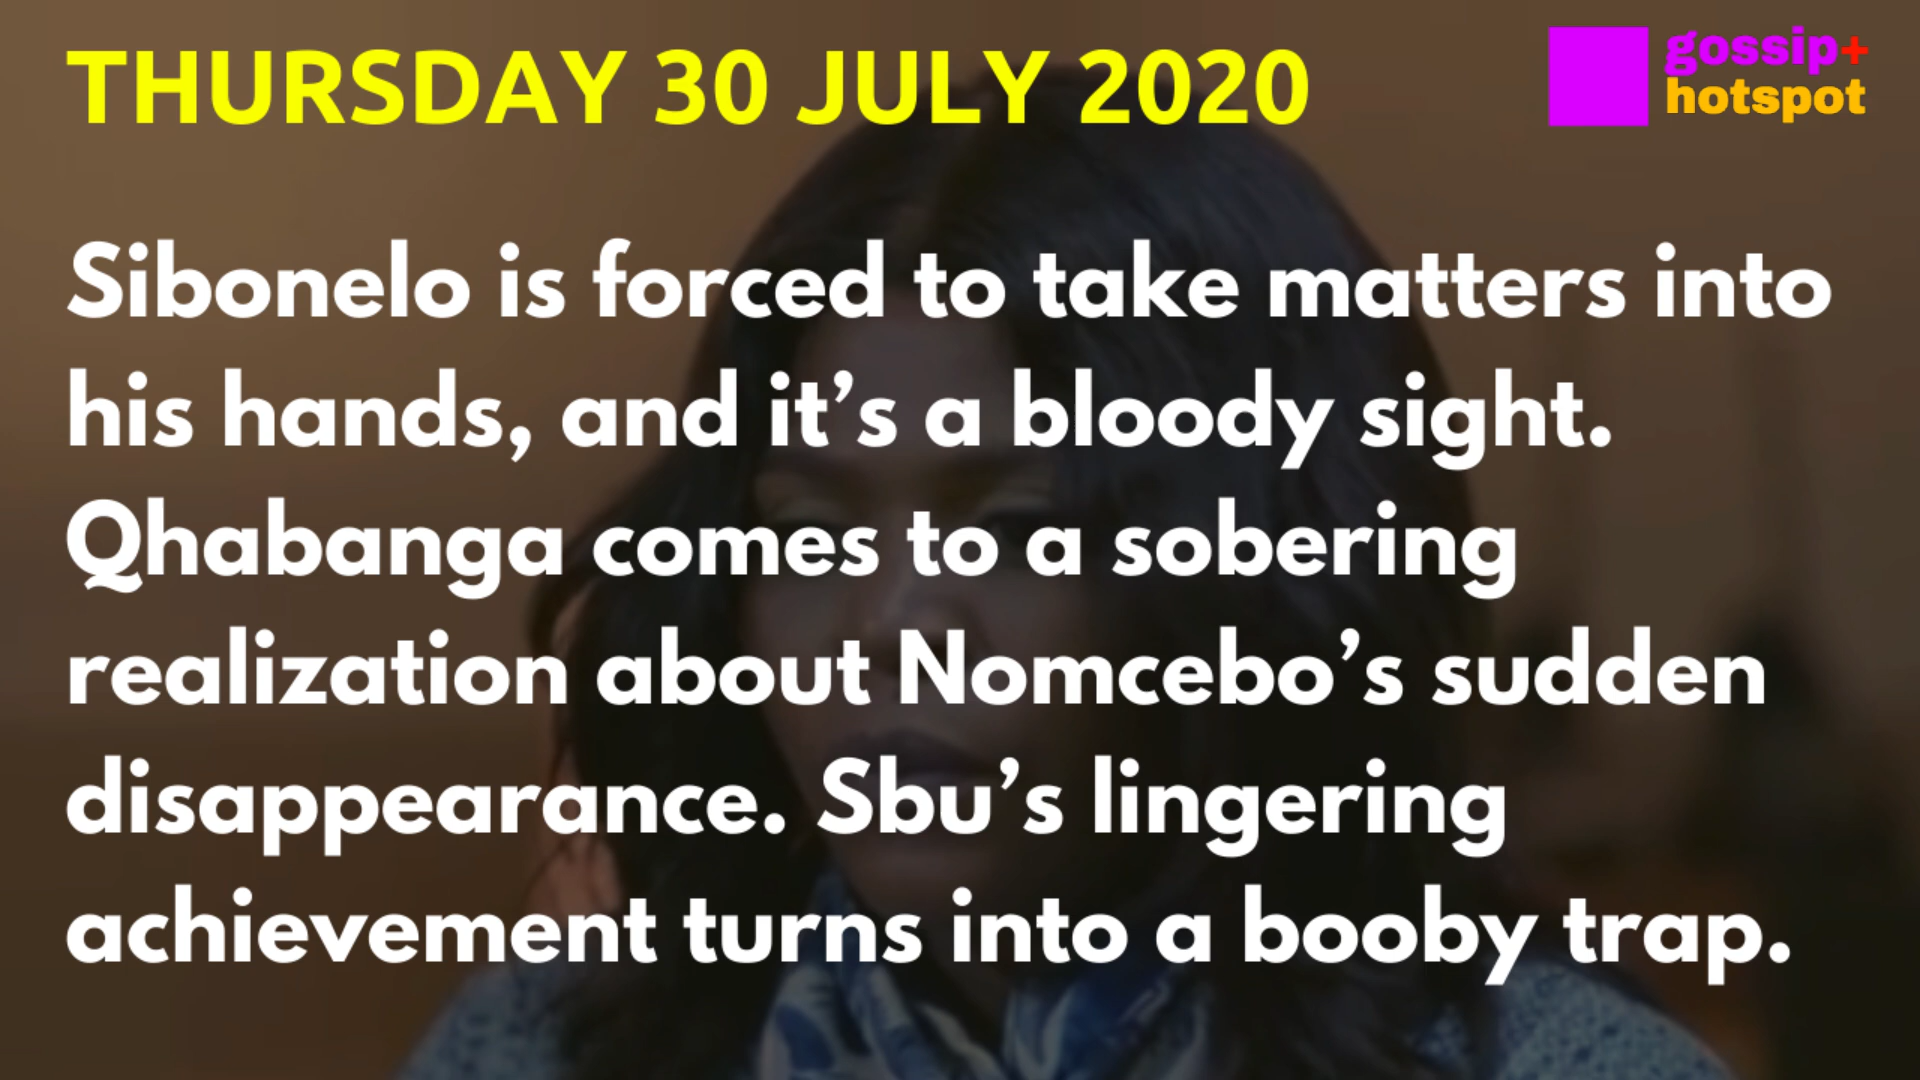 THURSDAY 30 JULY 2020
gossip+
hotspot
Sibonelo is forced to take matters into
his hands, and it’s a bloody sight.
Qhabanga comes to a sobering
realization about Nomcebo’s sudden
disappearance. Sbu’s lingering
achievement turns into a booby trap.